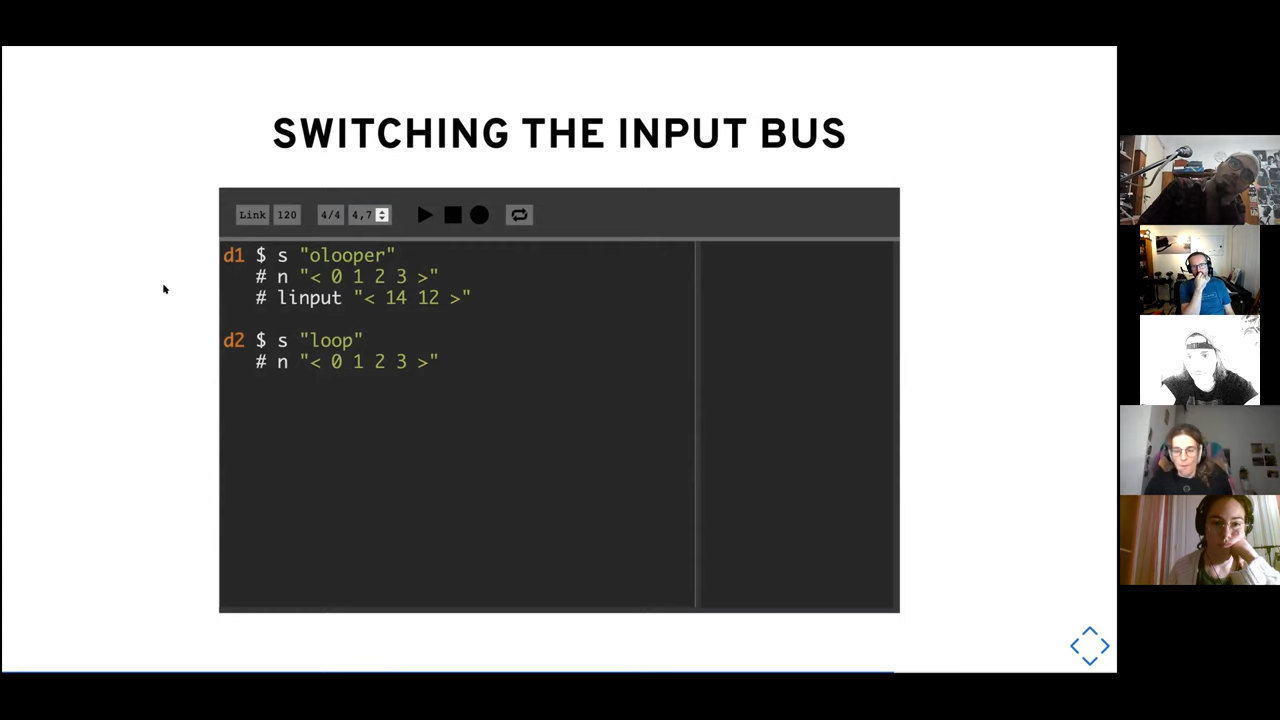 SWITCHING THE INPUT BUS
Link 120 4/4 4,7
d1 $ s "olooper"
# n "< 0 1 2 3 >"
# linput "< 14 12 >"
d2 $ s "loop"
# n "< 0 1 2 3 >"